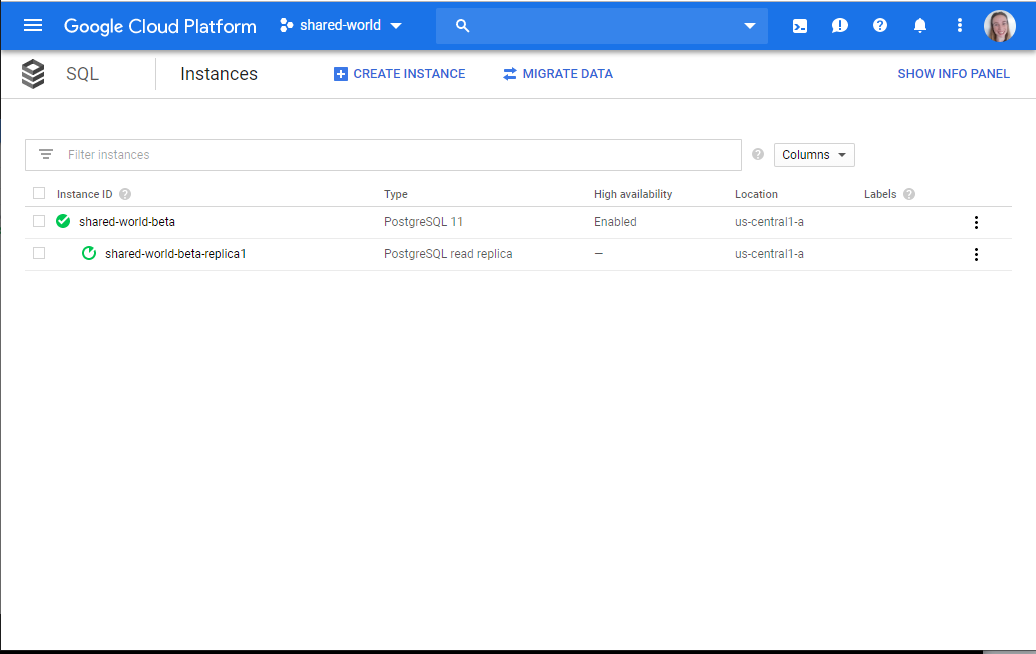 Google Cloud Platform shared-world
SQL Instances CREATE INSTANCE MIGRATE DATA SHOW INFO PANEL
Filter instances Columns
Instance ID Type High availability Location Labels
shared-world-beta PostgreSQL 11 Enabled us-central1-a
shared-world-beta-replica1 PostgreSQL read replica — us-central1-a